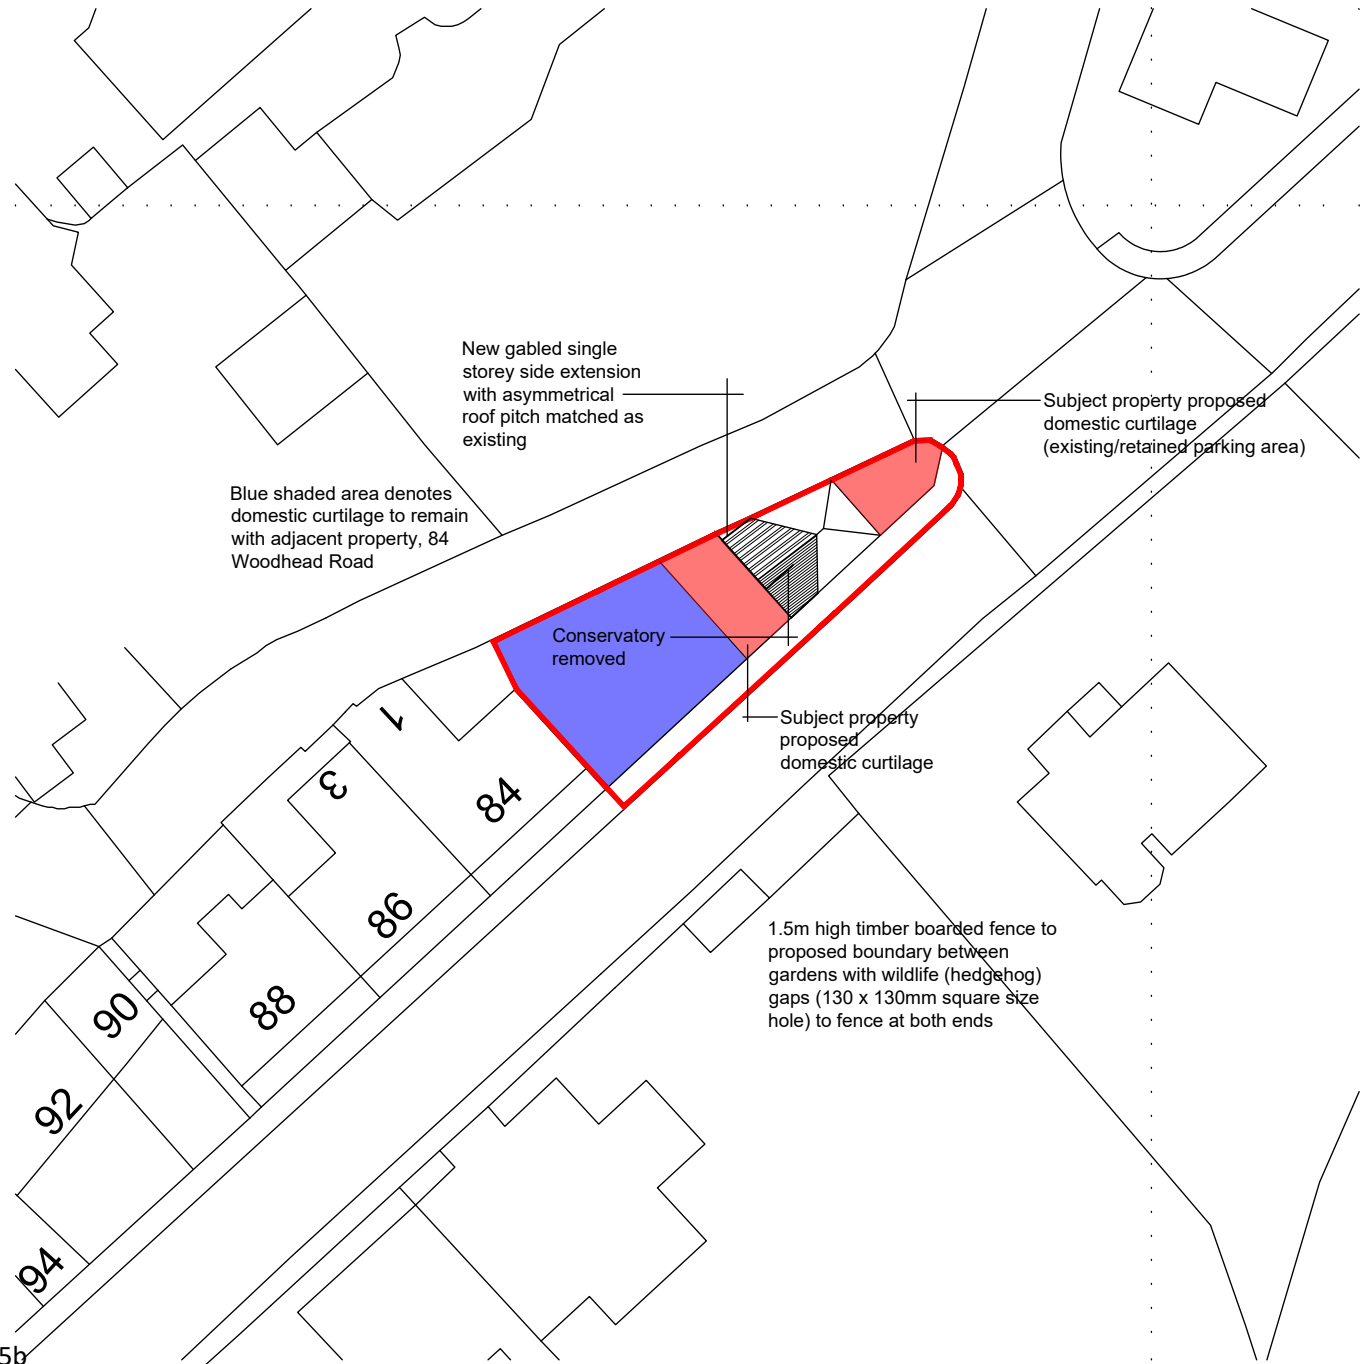 New gabled single
storey side extension
with asymmetrical
roof pitch matched as
existing
Subject property proposed
domestic curtilage
(existing/retained parking area)
Blue shaded area denotes
domestic curtilage to remain
with adjacent property, 84
Woodhead Road
Conservatory
removed
Subject property
proposed
domestic curtilage
1
3
84
86
88
90
92
94
1.5m high timber boarded fence to
proposed boundary between
gardens with wildlife (hedgehog)
gaps (130 x 130mm square size
hole) to fence at both ends
5b